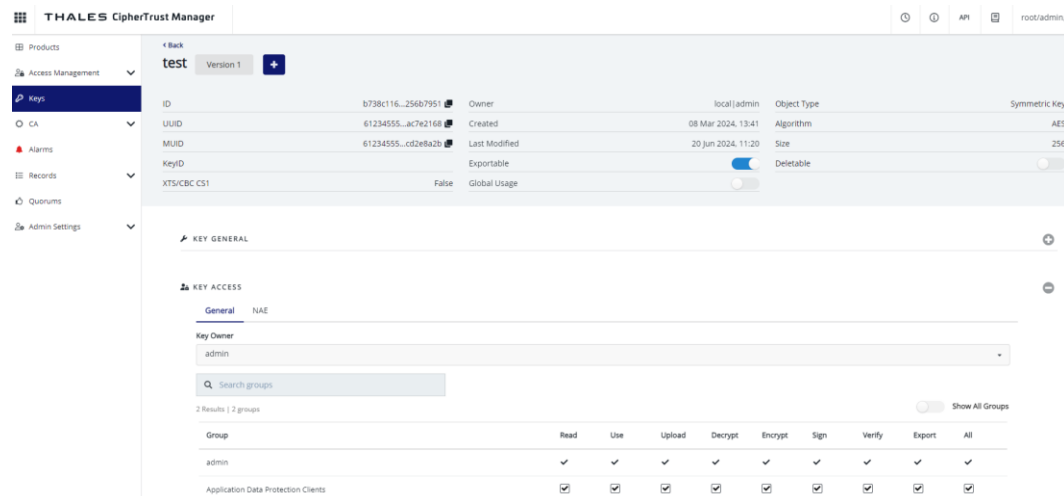 THALES CipherTrust Manager
API
root/admin
Products
Access Management
Keys
CA
Alarms
Records
Quorums
Admin Settings
< Back
test Version 1 +
ID b738c116...256b7951 Owner local|admin Object Type Symmetric Key
UUID 61234555...ac7e2168 Created 08 Mar 2024, 13:41 Algorithm AES
MUID 61234555...cd2e8a2b Last Modified 20 Jun 2024, 11:20 Size 256
KeyID Exportable Deletable
XTS/CBC CS1 False Global Usage
KEY GENERAL
KEY ACCESS
General NAE
Key Owner
admin
Search groups
2 Results | 2 groups Show All Groups
Group Read Use Upload Decrypt Encrypt Sign Verify Export All
admin
Application Data Protection Clients